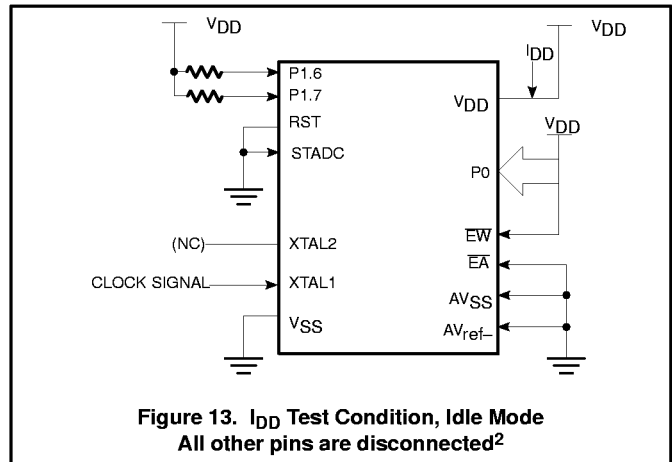 VDD
VDD
IDD
P1.6
P1.7
RST
STADC
VDD
VDD
P0
(NC)
XTAL2
EW
EA
CLOCK SIGNAL
XTAL1
AVSS
VSS
AVref–
Figure 13. IDD Test Condition, Idle Mode
All other pins are disconnected2